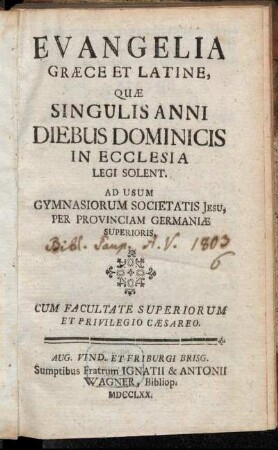 EVANGELIA
GRÆCE ET LATINE,
QUÆ
SINGULIS ANNI
DIEBUS DOMINICIS
IN ECCLESIA
LEGI SOLENT.
AD USUM
GYMNASIORUM SOCIETATIS JESU,
PER PROVINCIAM GERMANIÆ
SUPERIORIS.
Bibl. A. V. 1803
6
CUM FACULTATE SUPERIORUM
ET PRIVILEGIO CÆSAREO.
AUG. VIND. ET FRIBURGI BRISG.
Sumptibus Fratrum IGNATII & ANTONII
WAGNER, Bibliop.
MDCCLXX.